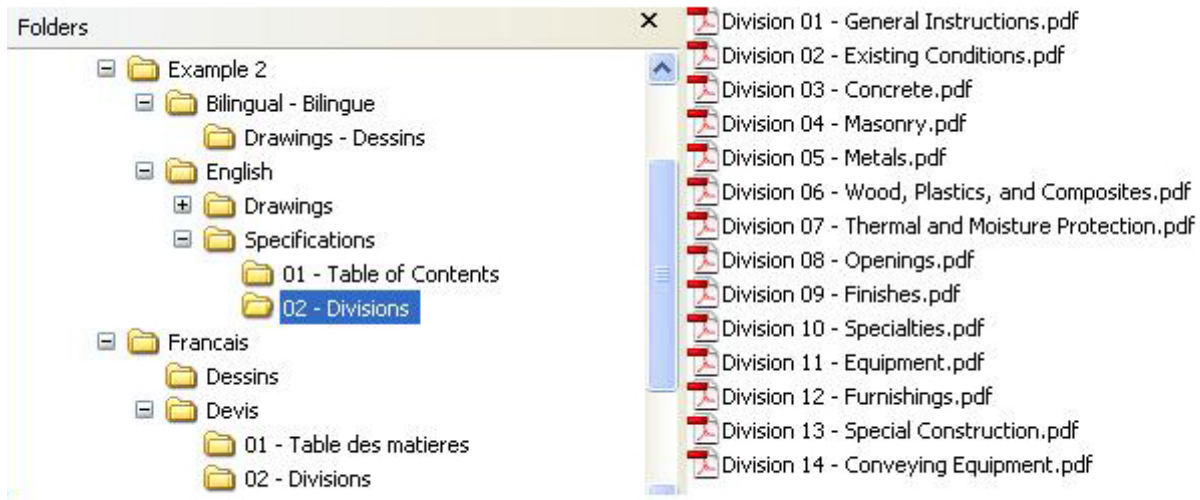 Folders
Example 2
Bilingual - Bilingue
Drawings - Dessins
English
Drawings
Specifications
01 - Table of Contents
02 - Divisions
Francais
Dessins
Devis
01 - Table des matieres
02 - Divisions
Division 01 - General Instructions.pdf
Division 02 - Existing Conditions.pdf
Division 03 - Concrete.pdf
Division 04 - Masonry.pdf
Division 05 - Metals.pdf
Division 06 - Wood, Plastics, and Composites.pdf
Division 07 - Thermal and Moisture Protection.pdf
Division 08 - Openings.pdf
Division 09 - Finishes.pdf
Division 10 - Specialties.pdf
Division 11 - Equipment.pdf
Division 12 - Furnishings.pdf
Division 13 - Special Construction.pdf
Division 14 - Conveying Equipment.pdf